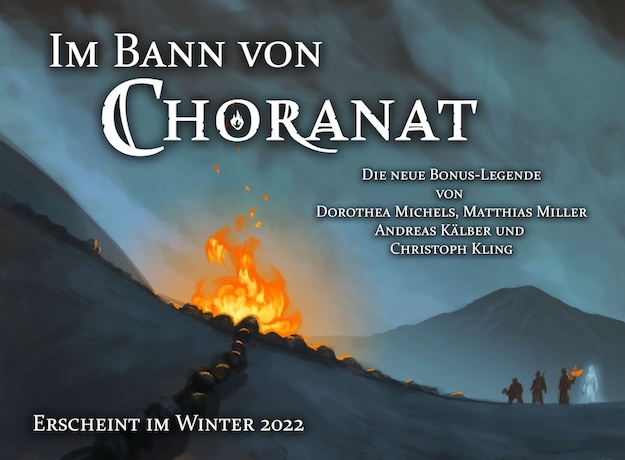 Im Bann von
Choranat
Die neue Bonus-Legende
von
Dorothea Michels, Matthias Miller
Andreas Kälber und
Christoph Kling
Erscheint im Winter 2022